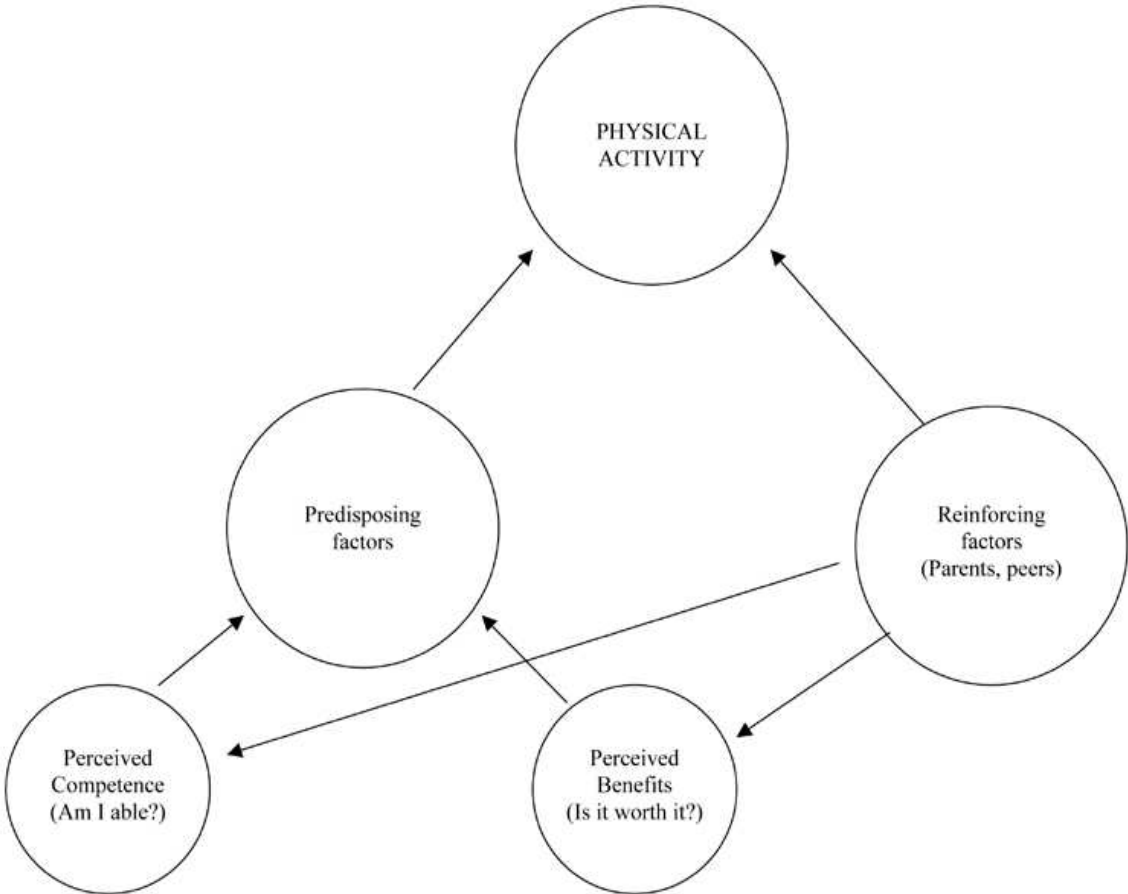 PHYSICAL
ACTIVITY
Predisposing
factors
Reinforcing
factors
(Parents, peers)
Perceived
Competence
(Am I able?)
Perceived
Benefits
(Is it worth it?)